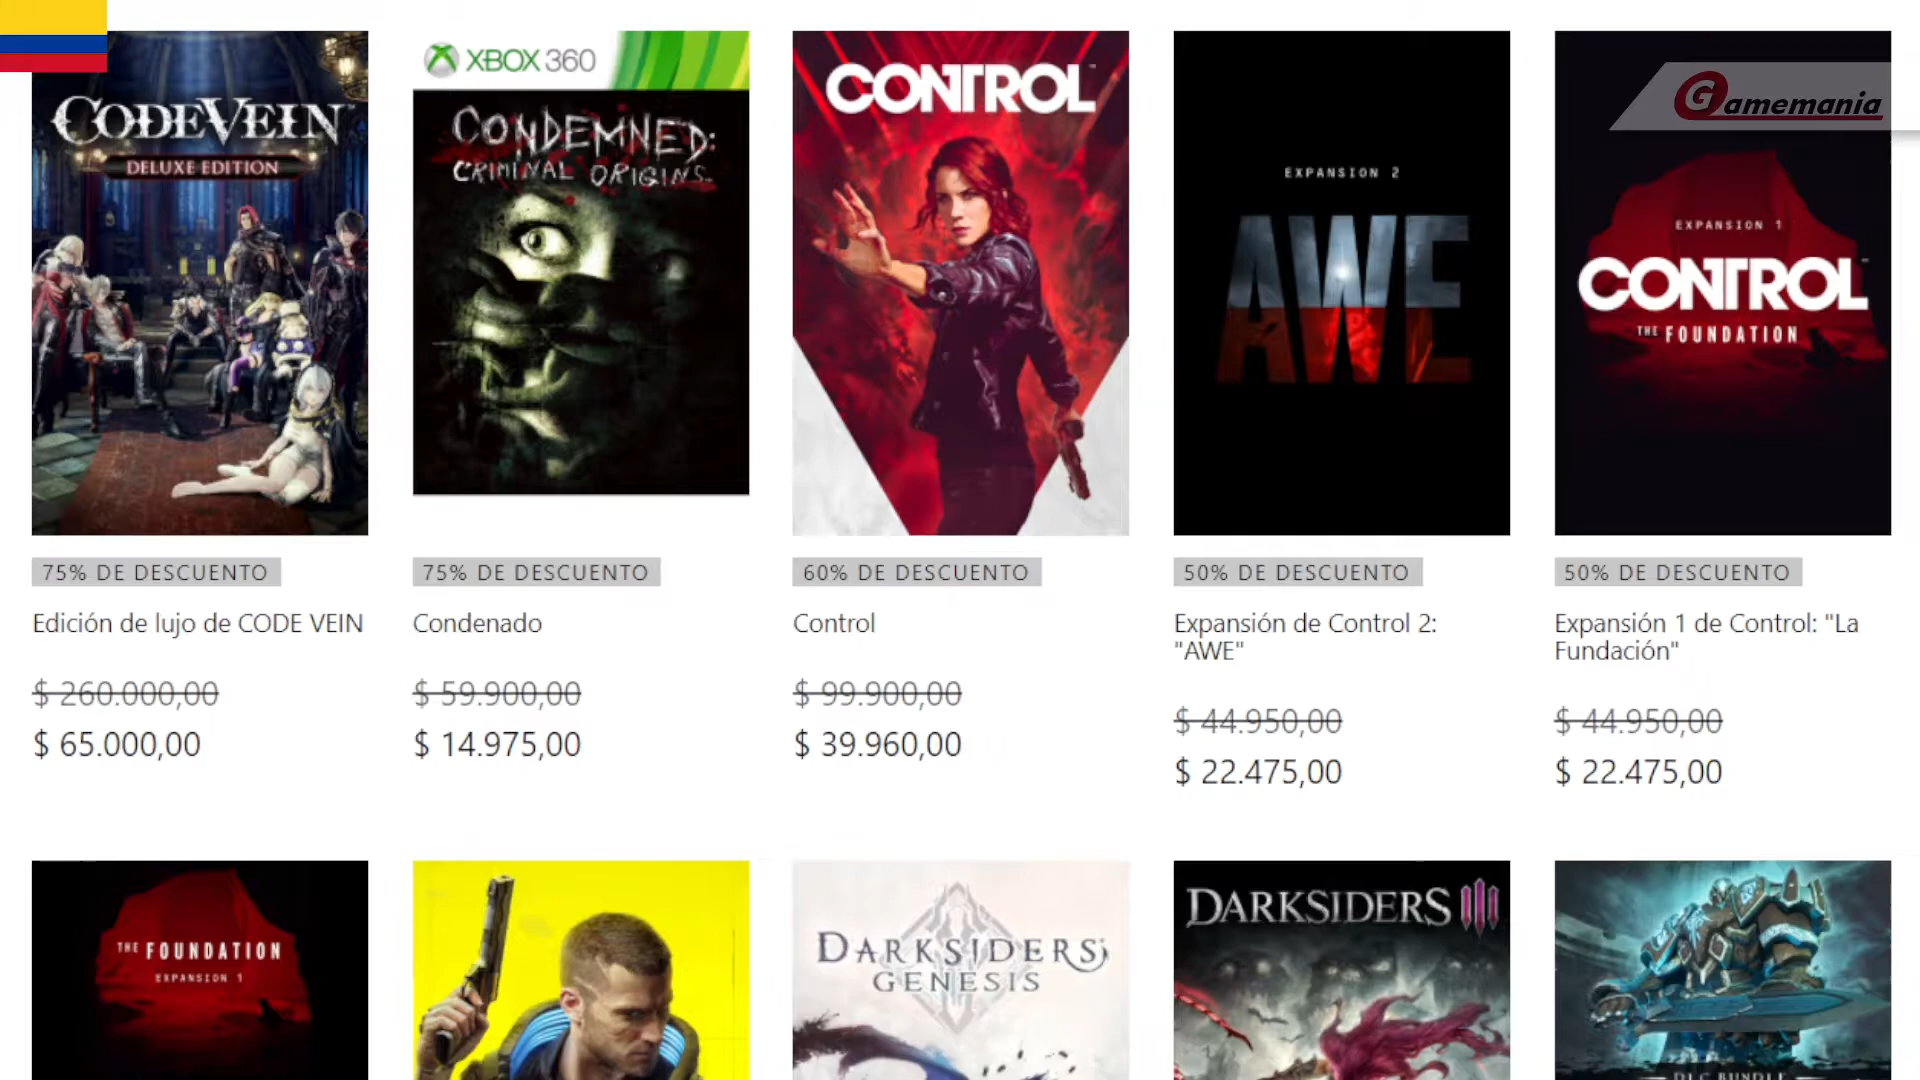 CODE VEIN
DELUXE EDITION
XBOX 360
CONDEMNED:
CRIMINAL ORIGINS
CONTROL
EXPANSION 2
AWE
Gamemania
EXPANSION 1
CONTROL
THE FOUNDATION
75% DE DESCUENTO
75% DE DESCUENTO
60% DE DESCUENTO
50% DE DESCUENTO
50% DE DESCUENTO
Edición de lujo de CODE VEIN
Condenado
Control
Expansión de Control 2:
"AWE"
Expansión 1 de Control: "La
Fundación"
$ 260.000,00
$ 59.900,00
$ 99.900,00
$ 44.950,00
$ 44.950,00
$ 65.000,00
$ 14.975,00
$ 39.960,00
$ 22.475,00
$ 22.475,00
THE FOUNDATION
EXPANSION 1
DARKSIDERS
GENESIS
DARKSIDERS III
DLC BUNDLE